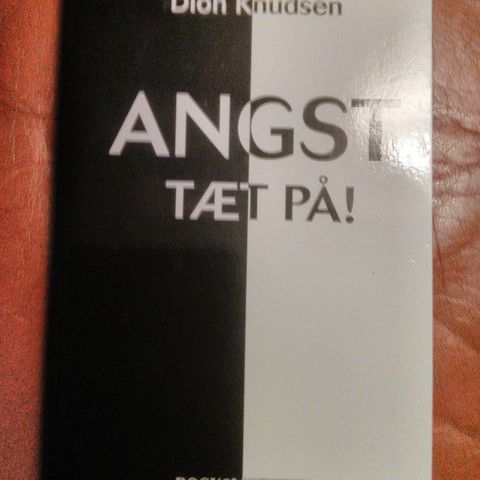 Dion Knudsen
ANGST
TÆT PÅ!